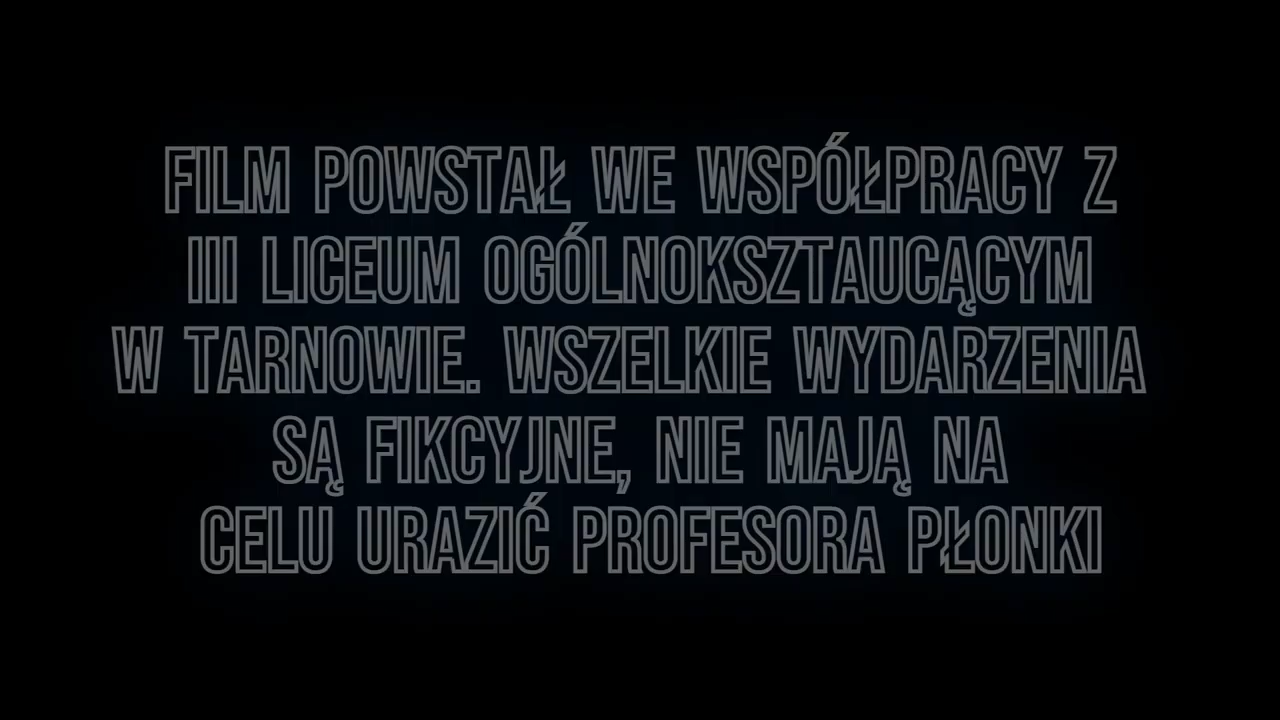 FILM POWSTAŁ WE WSPÓŁPRACY Z
III LICEUM OGÓLNOKSZTAUCĄCYM
W TARNOWIE. WSZELKIE WYDARZENIA
SĄ FIKCYJNE, NIE MAJĄ NA
CELU URAZIĆ PROFESORA PŁONKI